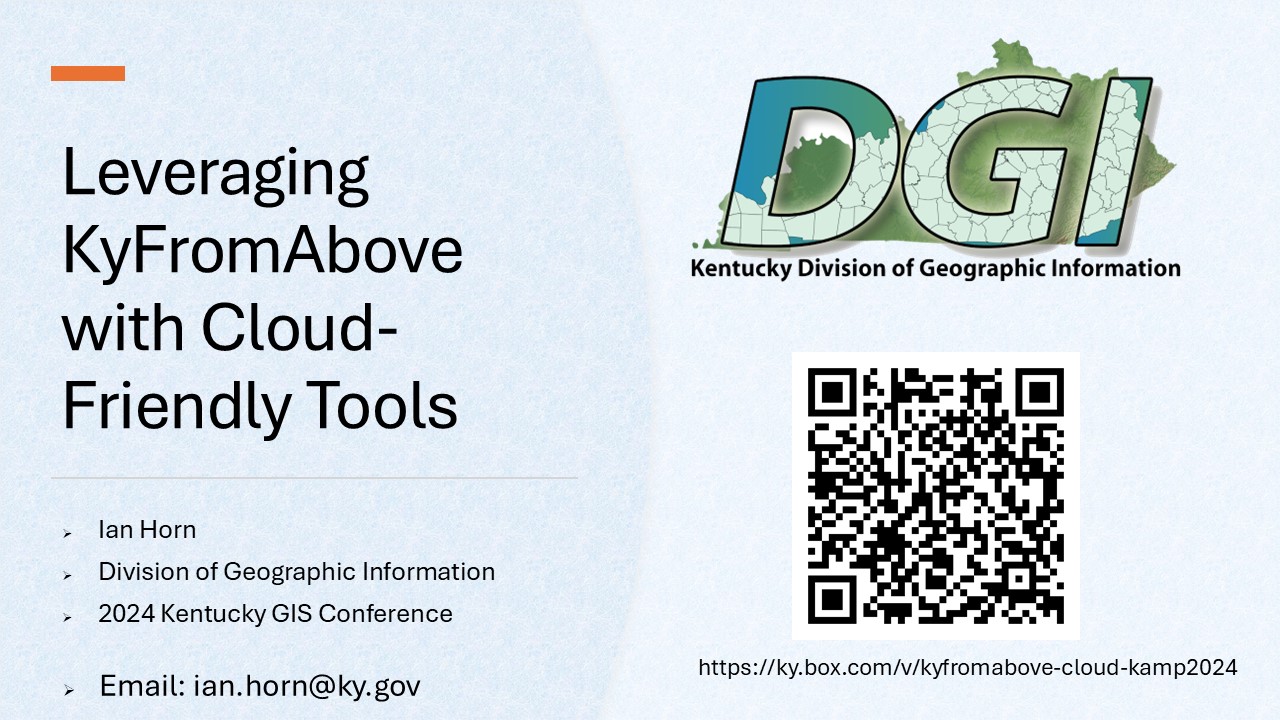 Leveraging
KyFromAbove
with Cloud-
Friendly Tools
Ian Horn
Division of Geographic Information
2024 Kentucky GIS Conference
Email: ian.horn@ky.gov
DGI
Kentucky Division of Geographic Information
https://ky.box.com/v/kyfromabove-cloud-kamp2024